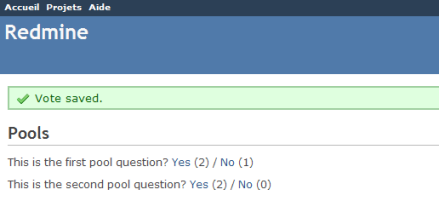 Accueil Projets Aide
Redmine
Vote saved.
Pools
This is the first pool question? Yes (2) / No (1)
This is the second pool question? Yes (2) / No (0)